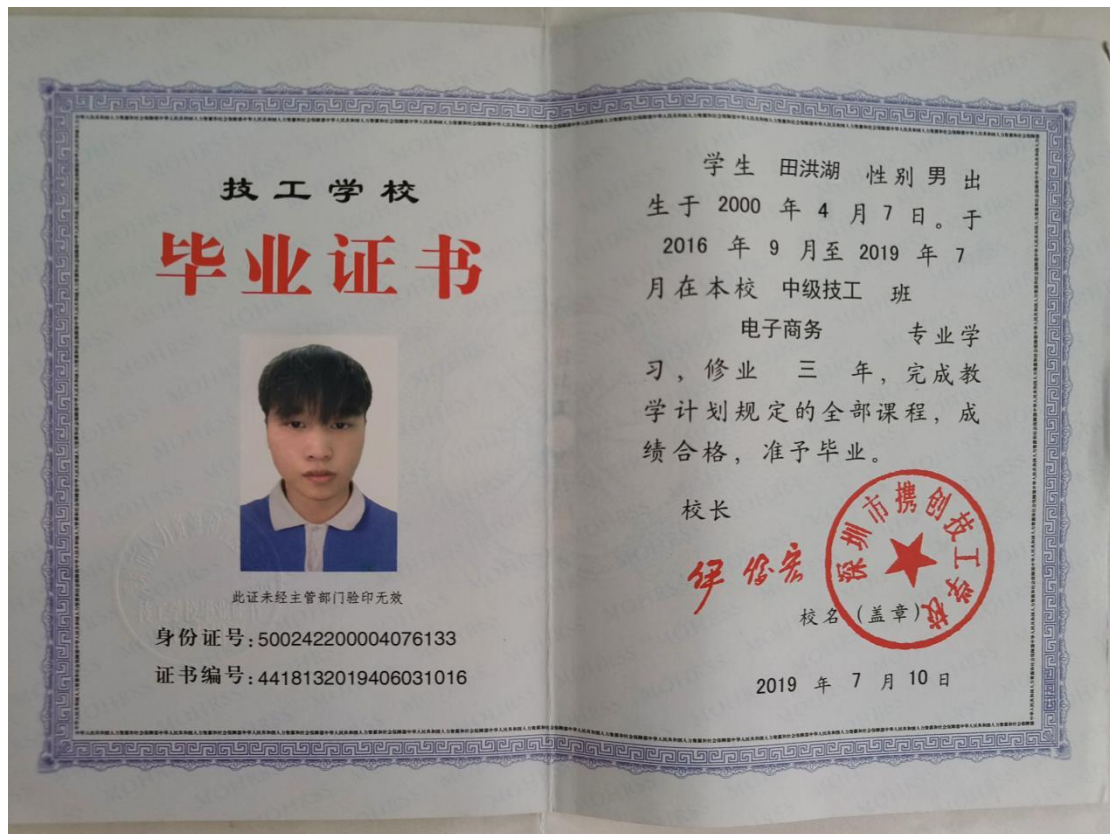 技工学校
毕业证书
此证未经主管部门验印无效
身份证号:500242200004076133
证书编号:4418132019406031016
学生 田洪湖 性别 男 出
生于 2000 年 4 月 7 日。于
2016 年 9 月至 2019 年 7
月在本校 中级技工 班
电子商务 专业学
习，修业 三 年，完成教
学计划规定的全部课程，成
绩合格，准予毕业。
校长
深圳市携创技工学校
校名（盖章）
2019 年 7 月 10 日